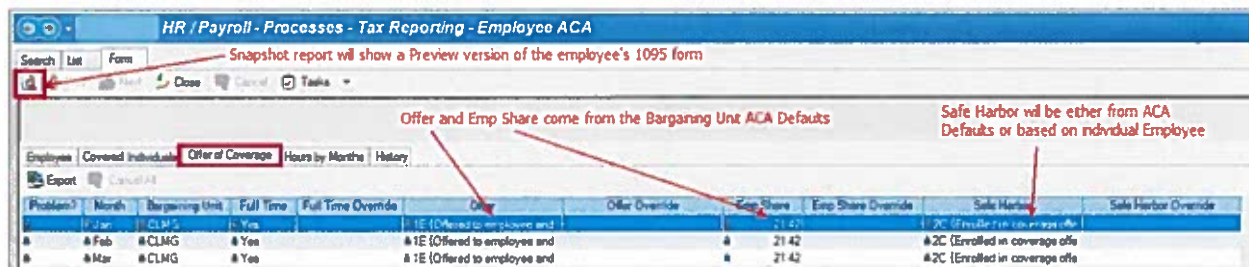 HR / Payroll - Processes - Tax Reporting - Employee ACA
Search List Form
Snapshot report will show a Preview version of the employee's 1095 form
Next Close Cancel Tasks
Offer and Emp Share come from the Barganing Unit ACA Defauts
Safe Harbor will be either from ACA
Defaults or based on individual Employee
Employee Covered Individuals Offer of Coverage Hours by Months History
Export Cancel All
Problem? Month Bargaining Unit Full Time Full Time Override Offer Offer Override Emp Share Emp Share Override Safe Harbor Safe Harbor Override
Jan CLMG Yes 1E (Offered to employee and 21.42 2C (Enrolled in coverage offe
Feb CLMG Yes 1E (Offered to employee and 21.42 2C (Enrolled in coverage offe
Mar CLMG Yes 1E (Offered to employee and 21.42 2C (Enrolled in coverage offe